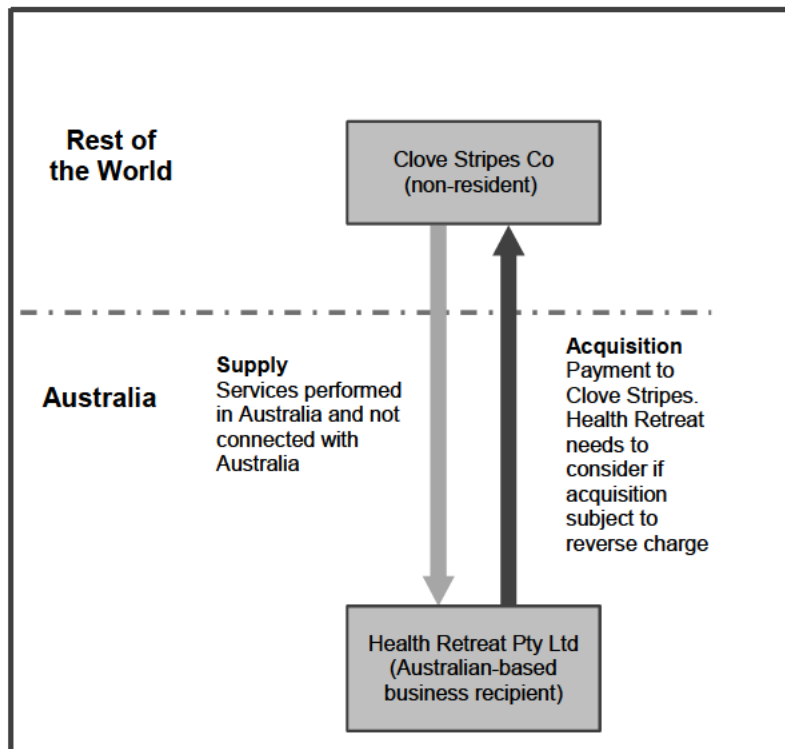 Rest of
the World
Clove Stripes Co
(non-resident)
Australia
Supply
Services performed
in Australia and not
connected with
Australia
Acquisition
Payment to
Clove Stripes.
Health Retreat
needs to
consider if
acquisition
subject to
reverse charge
Health Retreat Pty Ltd
(Australian-based
business recipient)